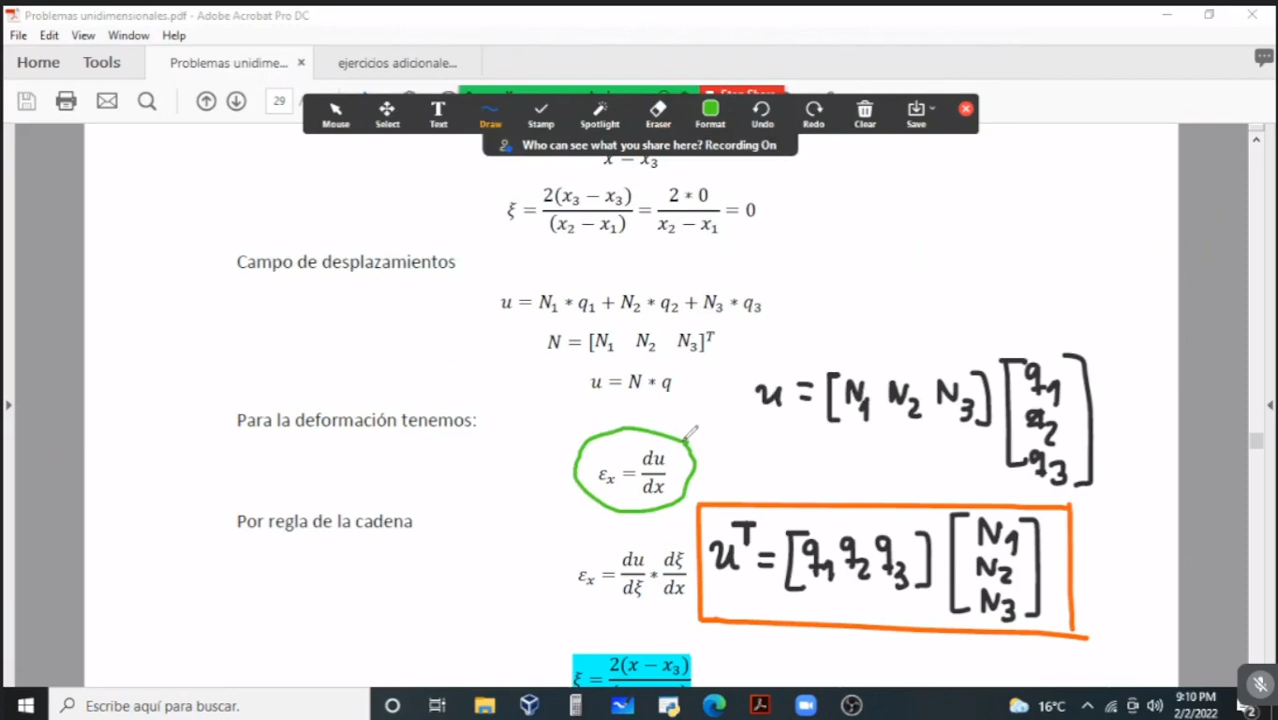 Problemas unidimensionales.pdf - Adobe Acrobat Pro DC
File Edit View Window Help
Home Tools Problemas unidime... × ejercicios adicionale...
29
Mouse Select Text Draw Stamp Spotlight Eraser Format Undo Redo Clear Save
Who can see what you share here? Recording On
x − x₃
ξ = 2(x₃ − x₃) / (x₂ − x₁) = 2 * 0 / x₂ − x₁ = 0
Campo de desplazamientos
u = N₁ * q₁ + N₂ * q₂ + N₃ * q₃
N = [N₁ N₂ N₃]ᵀ
u = N * q
u = [N₁ N₂ N₃] [q₁ q₂ q₃]
Para la deformación tenemos:
εₓ = du/dx
Por regla de la cadena
uᵀ = [q₁ q₂ q₃] [N₁ N₂ N₃]
εₓ = du/dξ * dξ/dx
ξ = 2(x − x₃)
Escribe aquí para buscar.
16°C
9:10 PM
2/2/2022
2